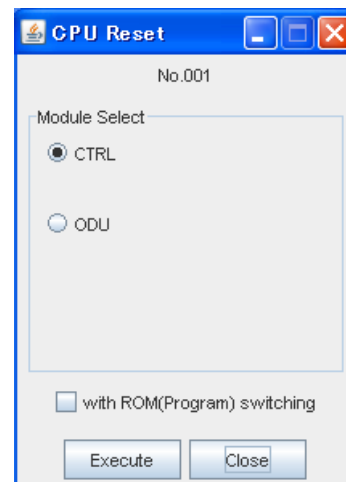 CPU Reset
No.001
Module Select
CTRL
ODU
with ROM(Program) switching
Execute Close